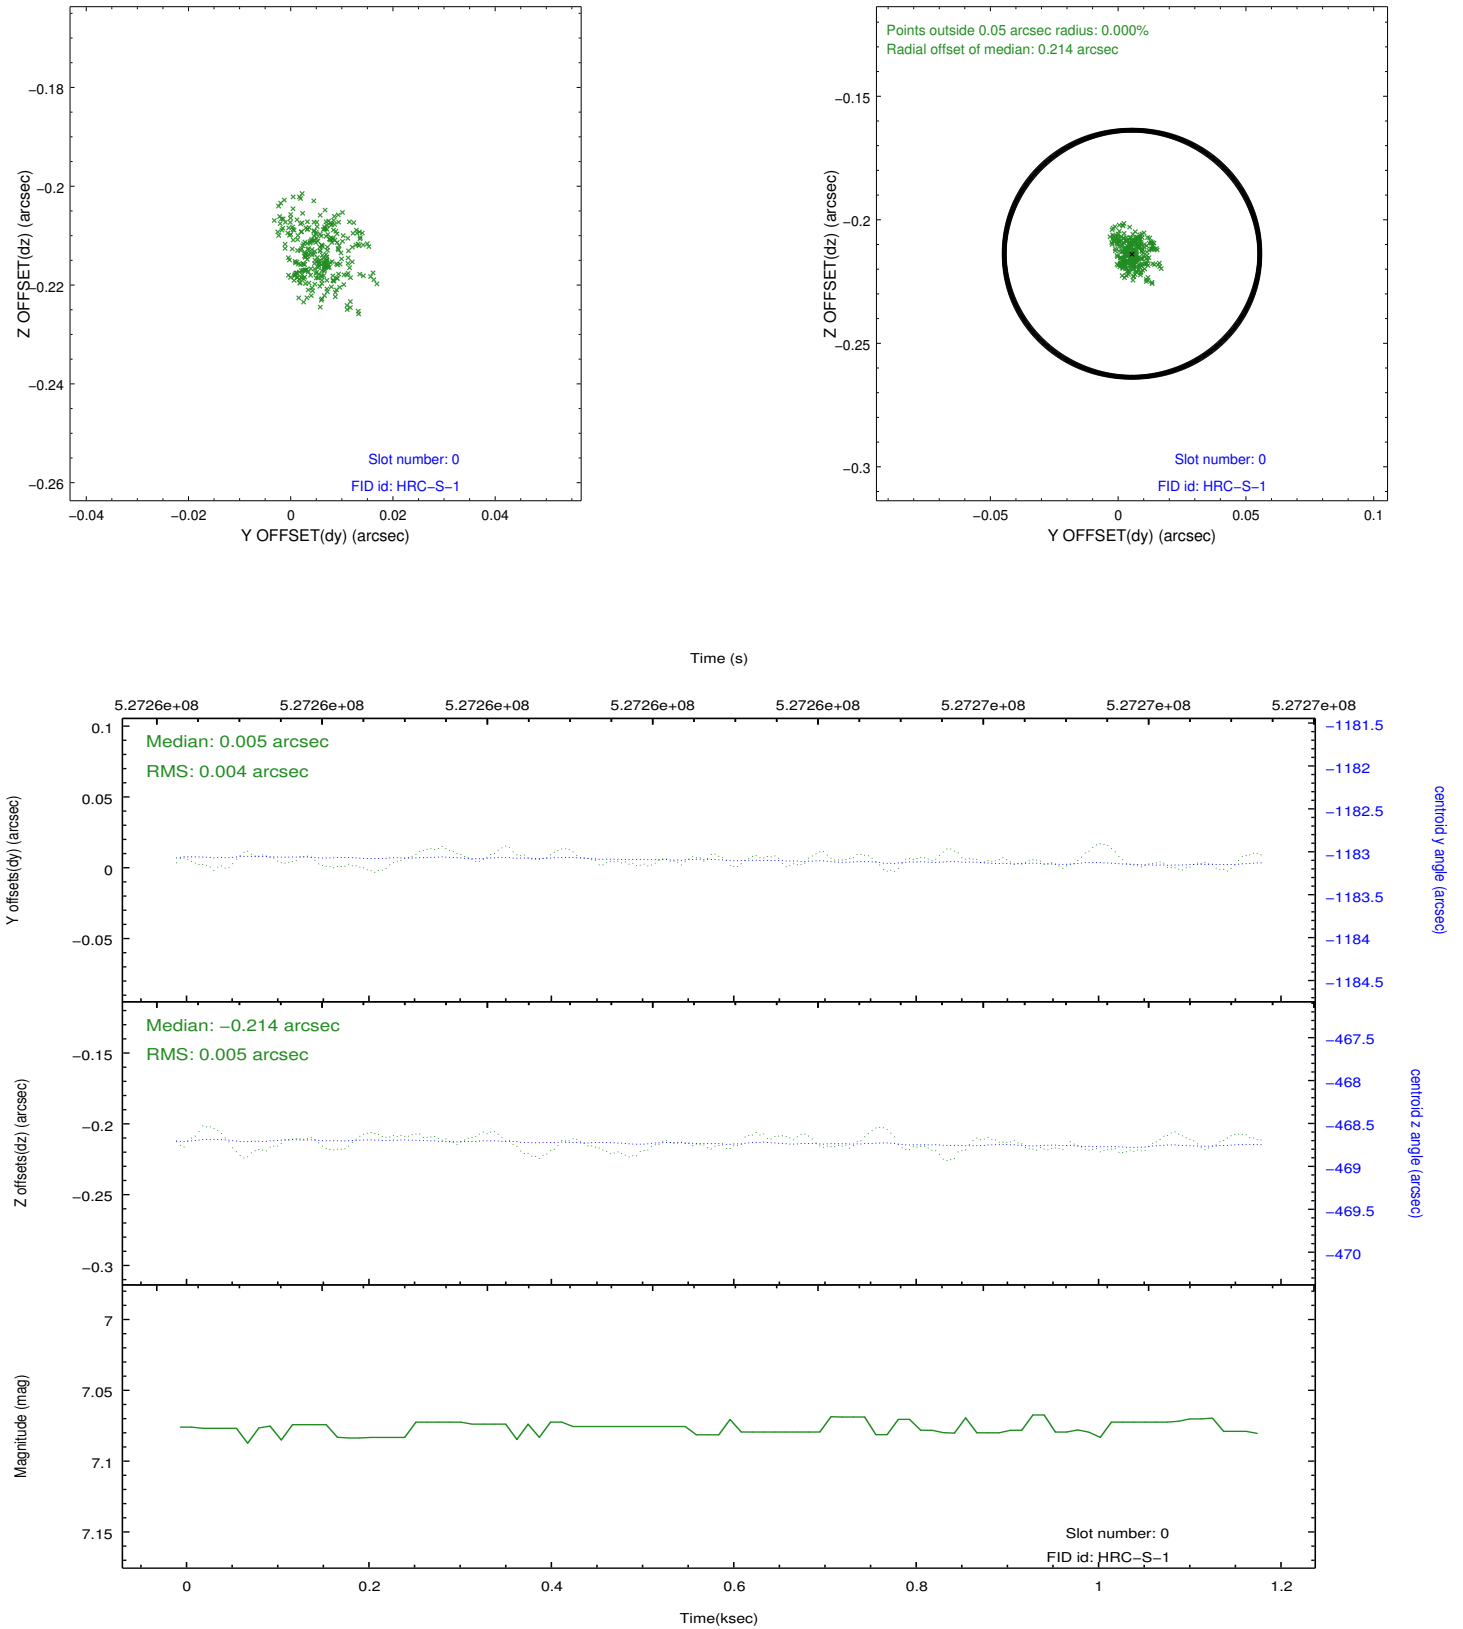 −0.18
−0.2
−0.22
−0.24
−0.26
Z OFFSET(dz) (arcsec)
Slot number: 0
FID id: HRC−S−1
−0.04
−0.02
0
0.02
0.04
Y OFFSET(dy) (arcsec)
Points outside 0.05 arcsec radius: 0.000%
Radial offset of median: 0.214 arcsec
−0.15
−0.2
−0.25
−0.3
Z OFFSET(dz) (arcsec)
Slot number: 0
FID id: HRC−S−1
−0.05
0
0.05
0.1
Y OFFSET(dy) (arcsec)
Time (s)
5.2726e+08
5.2726e+08
5.2726e+08
5.2726e+08
5.2726e+08
5.2727e+08
5.2727e+08
5.2727e+08
0.1
0.05
0
−0.05
Y offsets(dy) (arcsec)
Median: 0.005 arcsec
RMS: 0.004 arcsec
−1181.5
−1182
−1182.5
−1183
−1183.5
−1184
−1184.5
centroid y angle (arcsec)
−0.15
−0.2
−0.25
−0.3
Z offsets(dz) (arcsec)
Median: −0.214 arcsec
RMS: 0.005 arcsec
−467.5
−468
−468.5
−469
−469.5
−470
centroid z angle (arcsec)
7
7.05
7.1
7.15
Magnitude (mag)
Slot number: 0
FID id: HRC−S−1
0
0.2
0.4
0.6
0.8
1
1.2
Time(ksec)